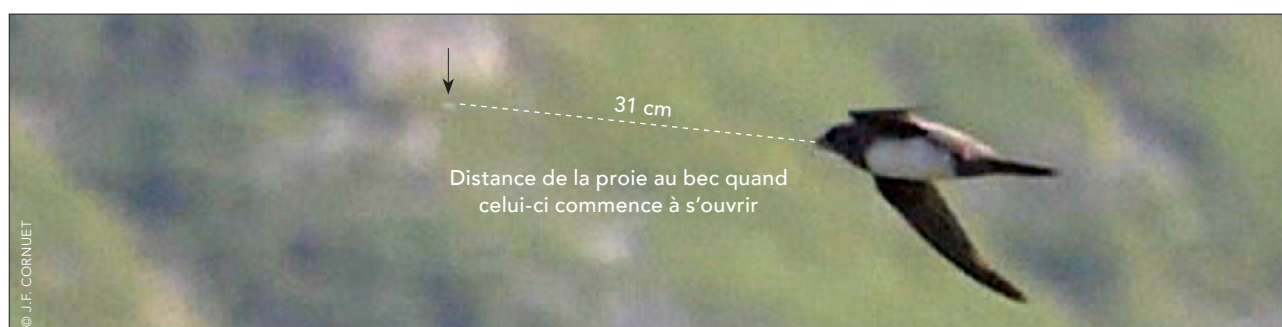 31 cm
Distance de la proie au bec quand
celui-ci commence à s'ouvrir
© J.F. CORNUET